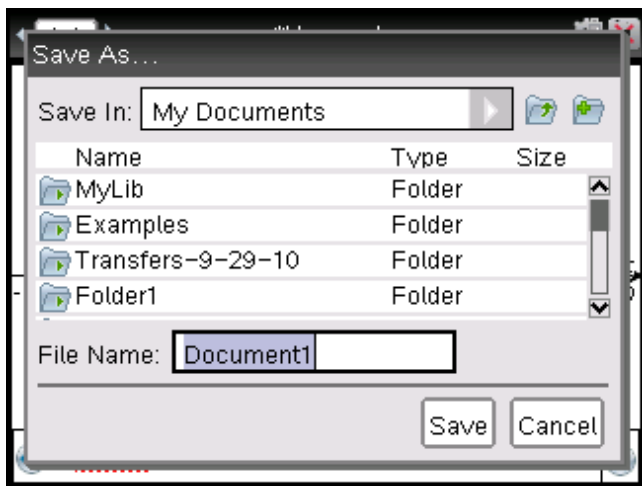 Save As...
Save In: My Documents
Name Type Size
MyLib Folder
Examples Folder
Transfers-9-29-10 Folder
Folder1 Folder
File Name: Document1
Save Cancel